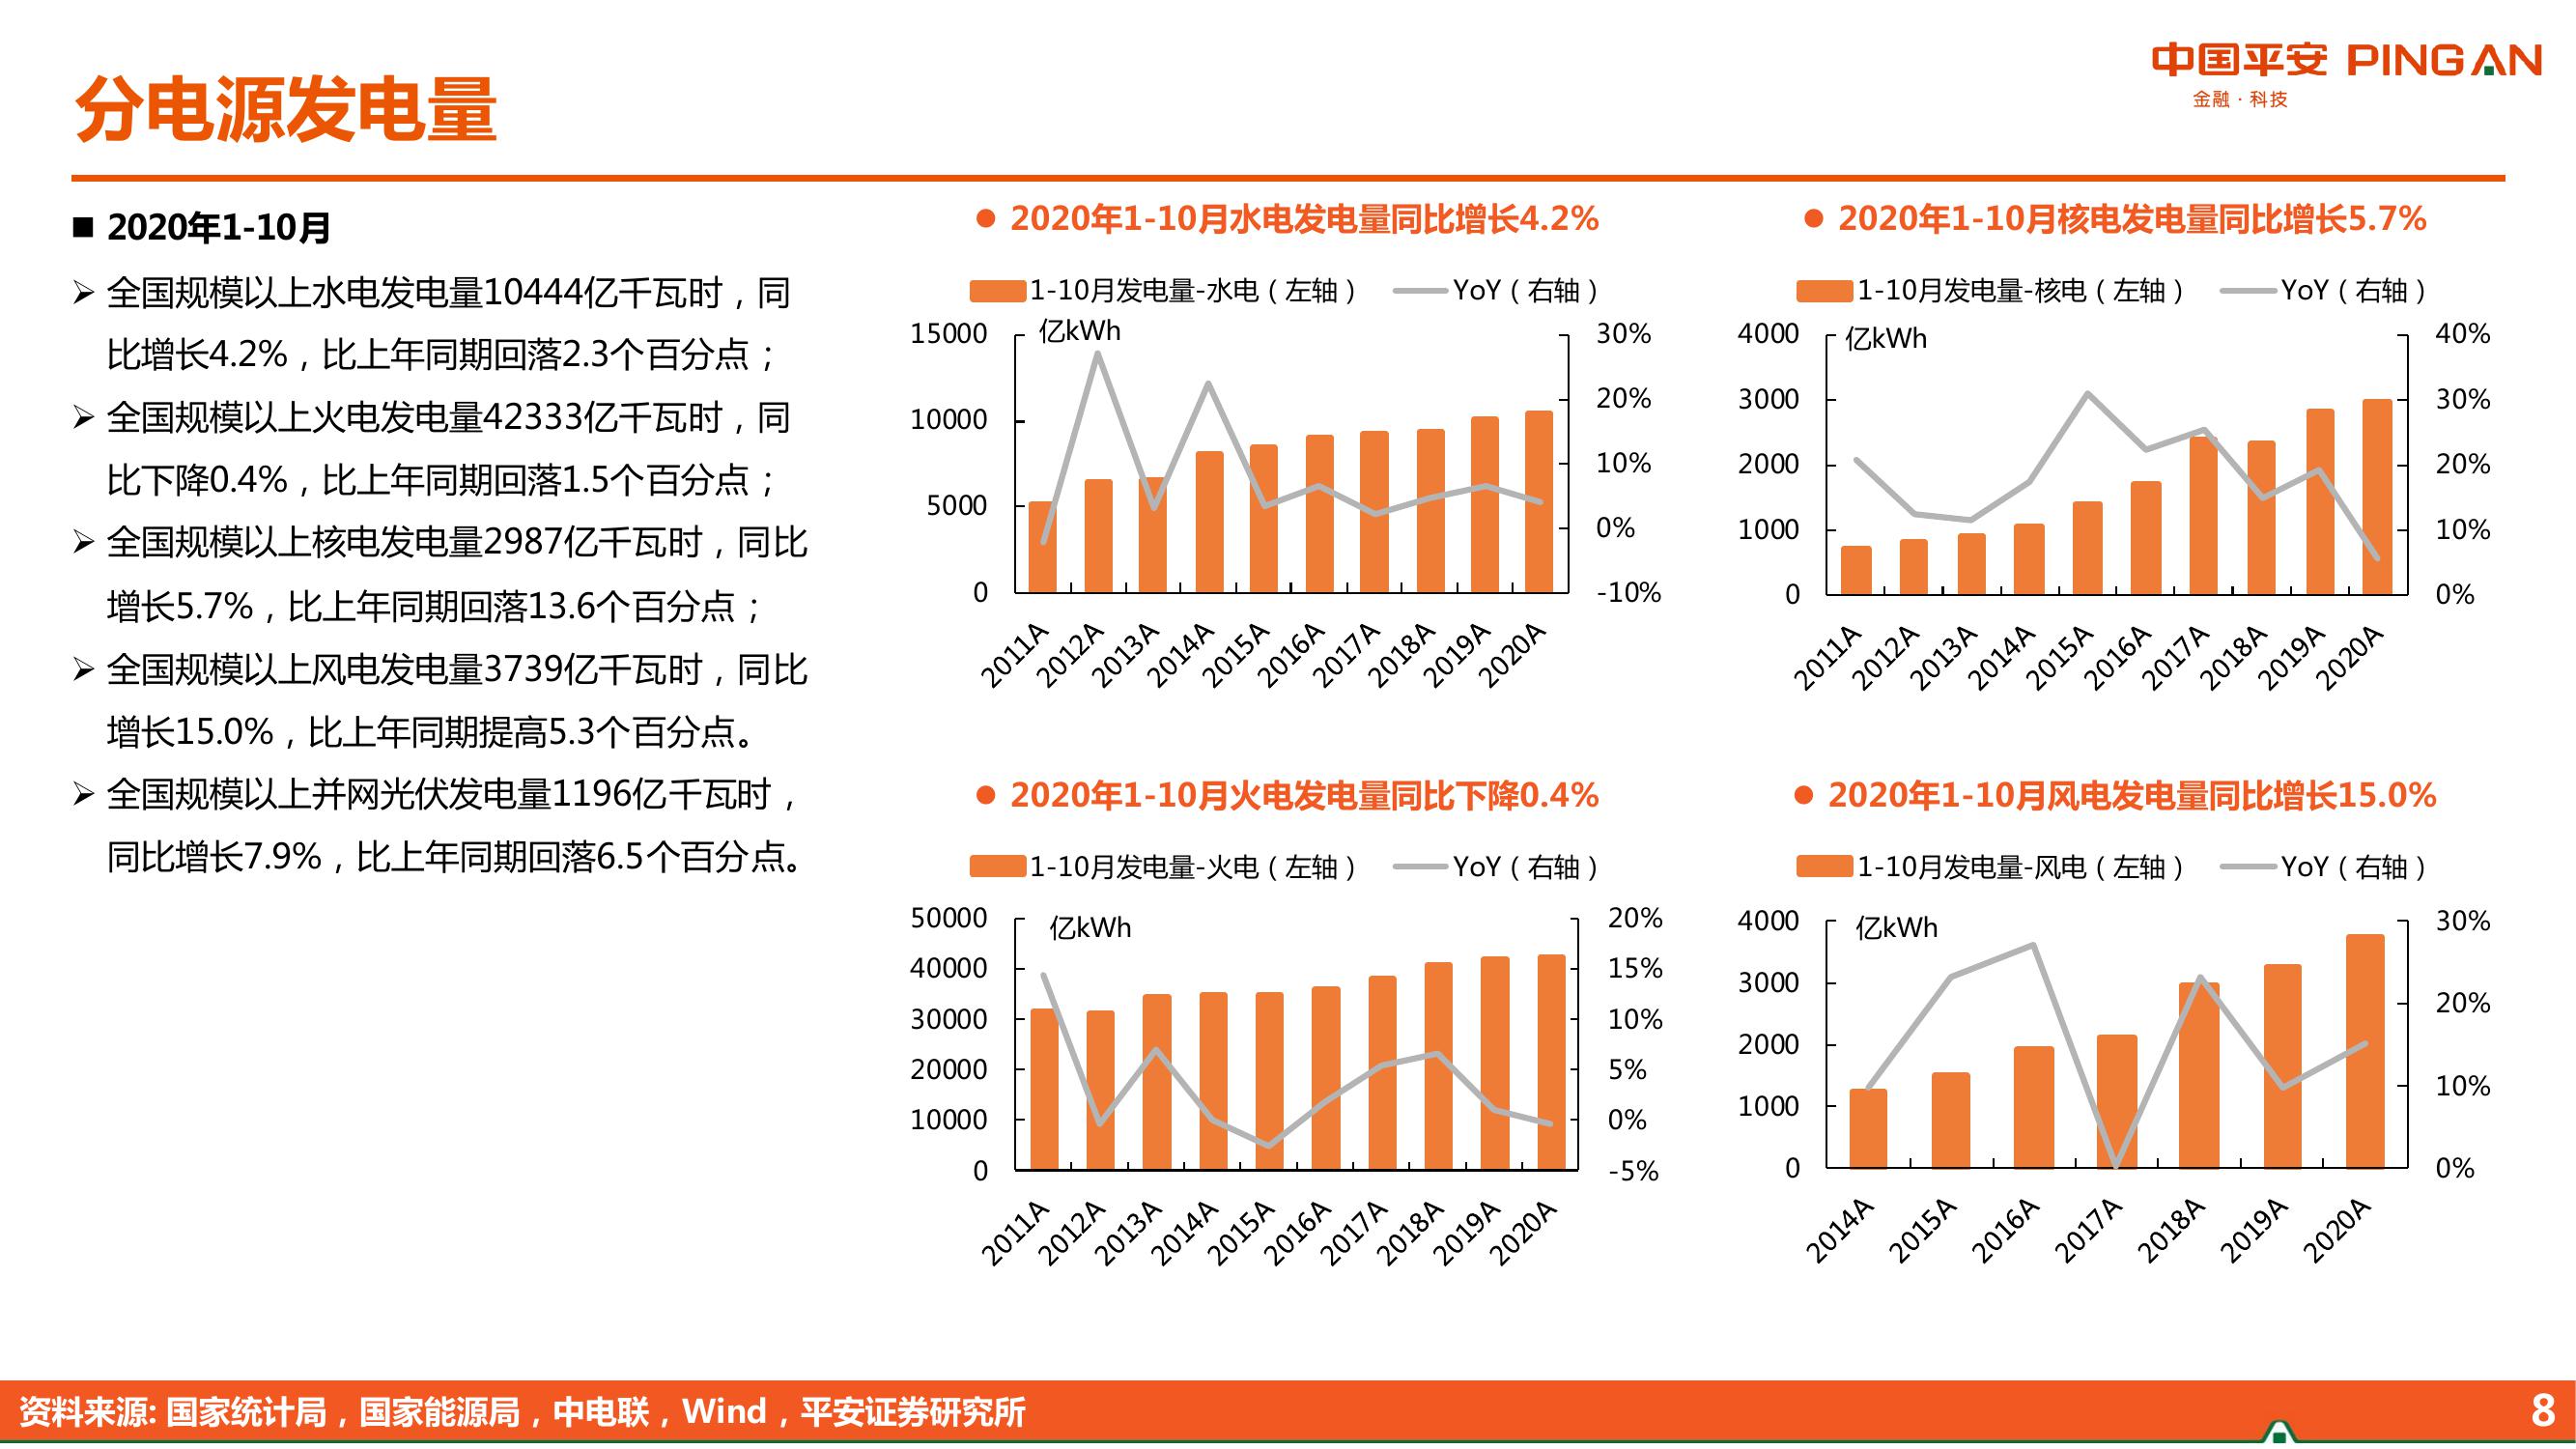 分电源发电量
中国平安 PINGAN
金融·科技
■ 2020年1-10月
➢ 全国规模以上水电发电量10444亿千瓦时，同
比增长4.2%，比上年同期回落2.3个百分点；
➢ 全国规模以上火电发电量42333亿千瓦时，同
比下降0.4%，比上年同期回落1.5个百分点；
➢ 全国规模以上核电发电量2987亿千瓦时，同比
增长5.7%，比上年同期回落13.6个百分点；
➢ 全国规模以上风电发电量3739亿千瓦时，同比
增长15.0%，比上年同期提高5.3个百分点。
➢ 全国规模以上并网光伏发电量1196亿千瓦时，
同比增长7.9%，比上年同期回落6.5个百分点。
● 2020年1-10月水电发电量同比增长4.2%
1-10月发电量-水电（左轴） YoY（右轴）
亿kWh
15000
10000
5000
0
30%
20%
10%
0%
-10%
2011A 2012A 2013A 2014A 2015A 2016A 2017A 2018A 2019A 2020A
● 2020年1-10月核电发电量同比增长5.7%
1-10月发电量-核电（左轴） YoY（右轴）
亿kWh
4000
3000
2000
1000
0
40%
30%
20%
10%
0%
2011A 2012A 2013A 2014A 2015A 2016A 2017A 2018A 2019A 2020A
● 2020年1-10月火电发电量同比下降0.4%
1-10月发电量-火电（左轴） YoY（右轴）
亿kWh
50000
40000
30000
20000
10000
0
20%
15%
10%
5%
0%
-5%
2011A 2012A 2013A 2014A 2015A 2016A 2017A 2018A 2019A 2020A
● 2020年1-10月风电发电量同比增长15.0%
1-10月发电量-风电（左轴） YoY（右轴）
亿kWh
4000
3000
2000
1000
0
30%
20%
10%
0%
2014A 2015A 2016A 2017A 2018A 2019A 2020A
资料来源: 国家统计局，国家能源局，中电联，Wind，平安证券研究所
8